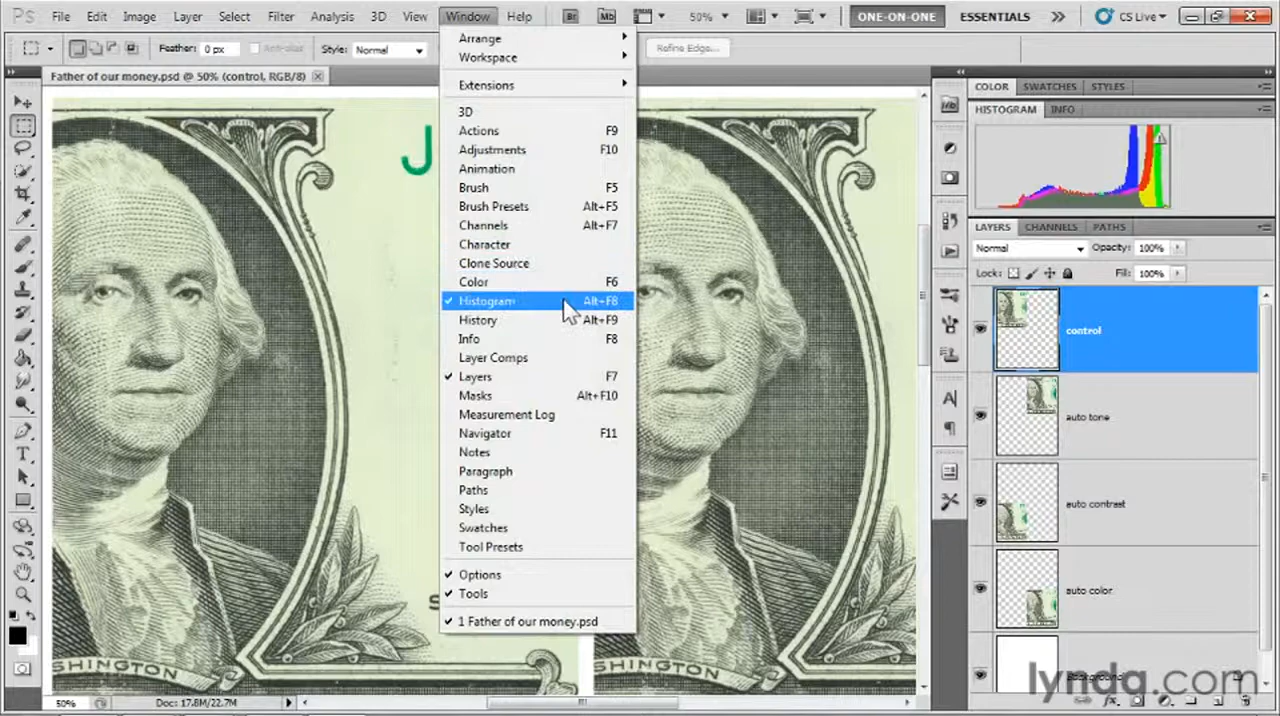 Ps File Edit Image Layer Select Filter Analysis 3D View Window Help Br Mb 50% ONE-ON-ONE ESSENTIALS CS Live
Feather: 0 px Anti-alias Style: Normal Refine Edge...
Father of our money.psd @ 50% (control, RGB/8)
Arrange
Workspace
Extensions
3D
Actions F9
Adjustments F10
Animation
Brush F5
Brush Presets Alt+F5
Channels Alt+F7
Character
Clone Source
Color F6
Histogram Alt+F8
History Alt+F9
Info F8
Layer Comps
Layers F7
Masks Alt+F10
Measurement Log
Navigator F11
Notes
Paragraph
Paths
Styles
Swatches
Tool Presets
Options
Tools
1 Father of our money.psd
J
S
SHINGTON
INGTON
COLOR SWATCHES STYLES
HISTOGRAM INFO
LAYERS CHANNELS PATHS
Normal Opacity: 100%
Lock: Fill: 100%
control
auto tone
auto contrast
auto color
Background
lynda.com
50% Doc: 17.8M/22.7M